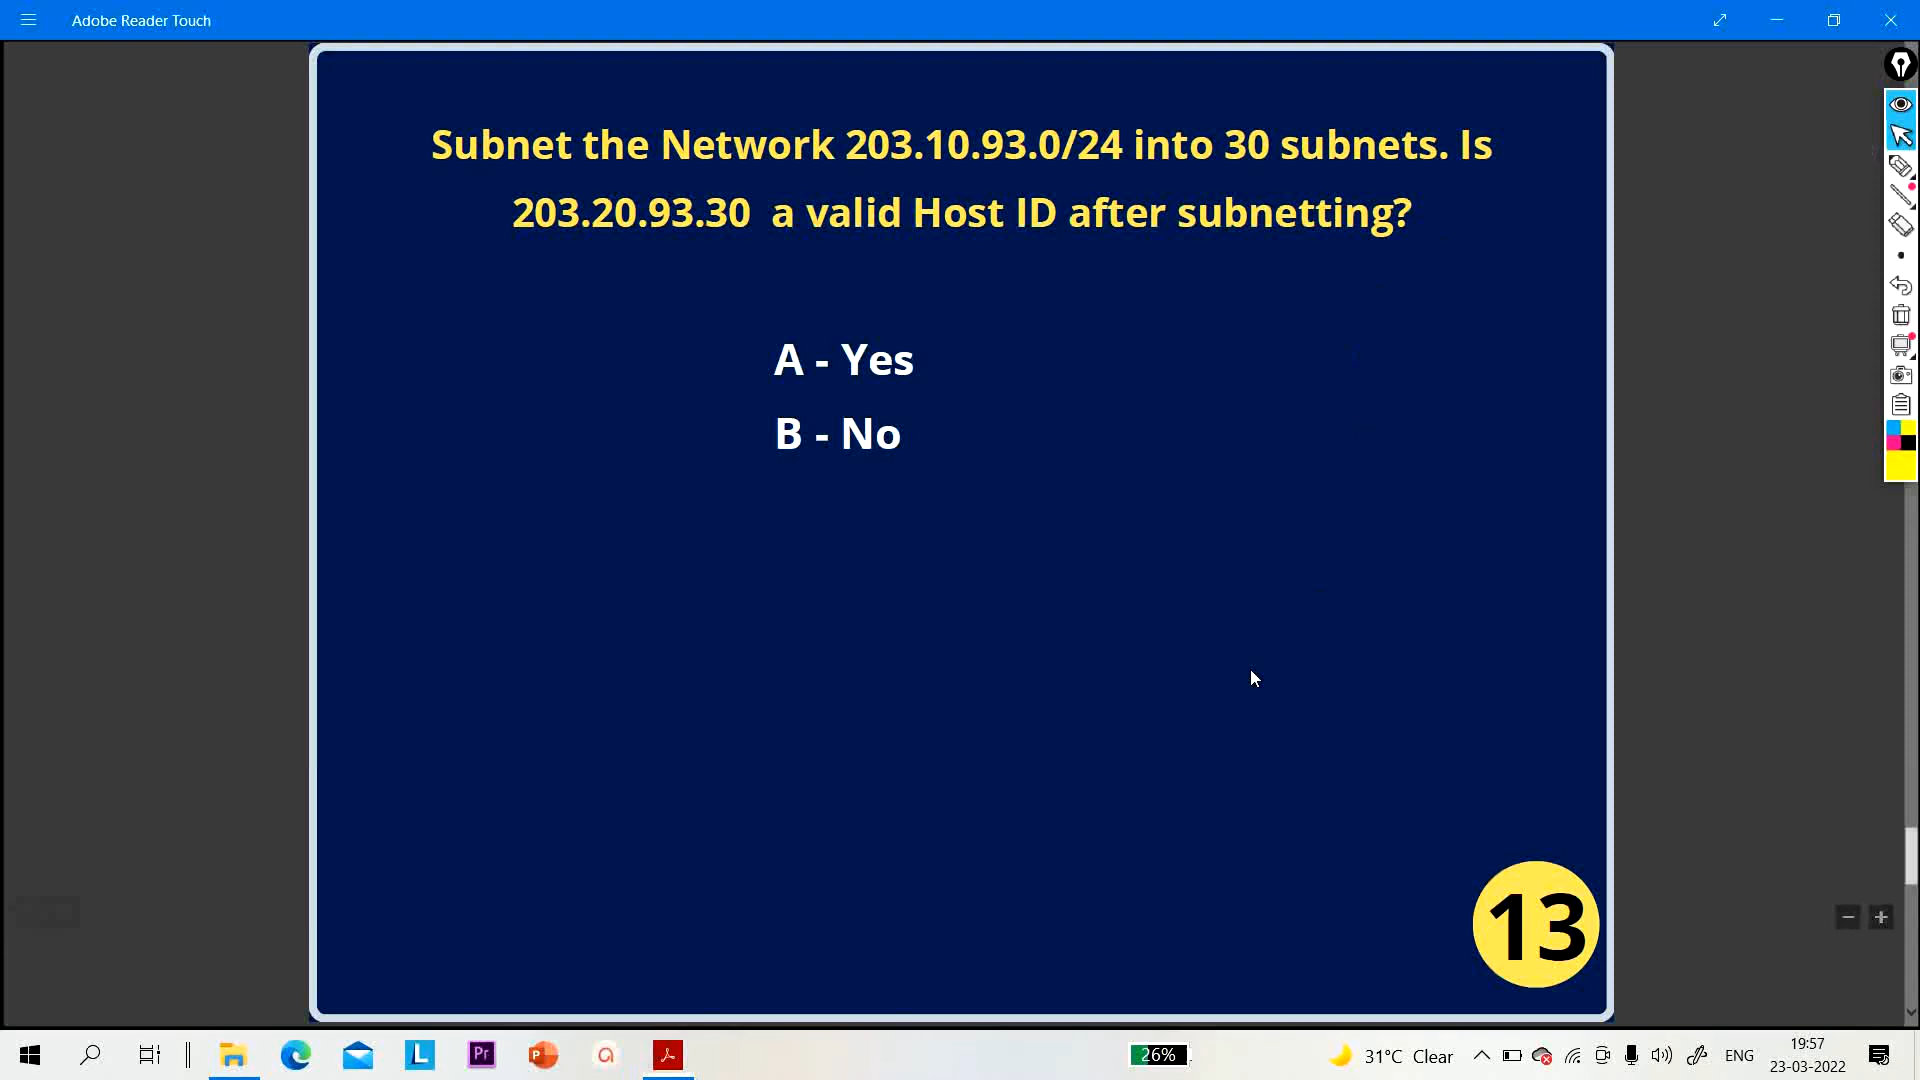 Adobe Reader Touch
Subnet the Network 203.10.93.0/24 into 30 subnets. Is
203.20.93.30 a valid Host ID after subnetting?
A - Yes
B - No
13
L
Pr
P
26%
31°C Clear
ENG
19:57
23-03-2022